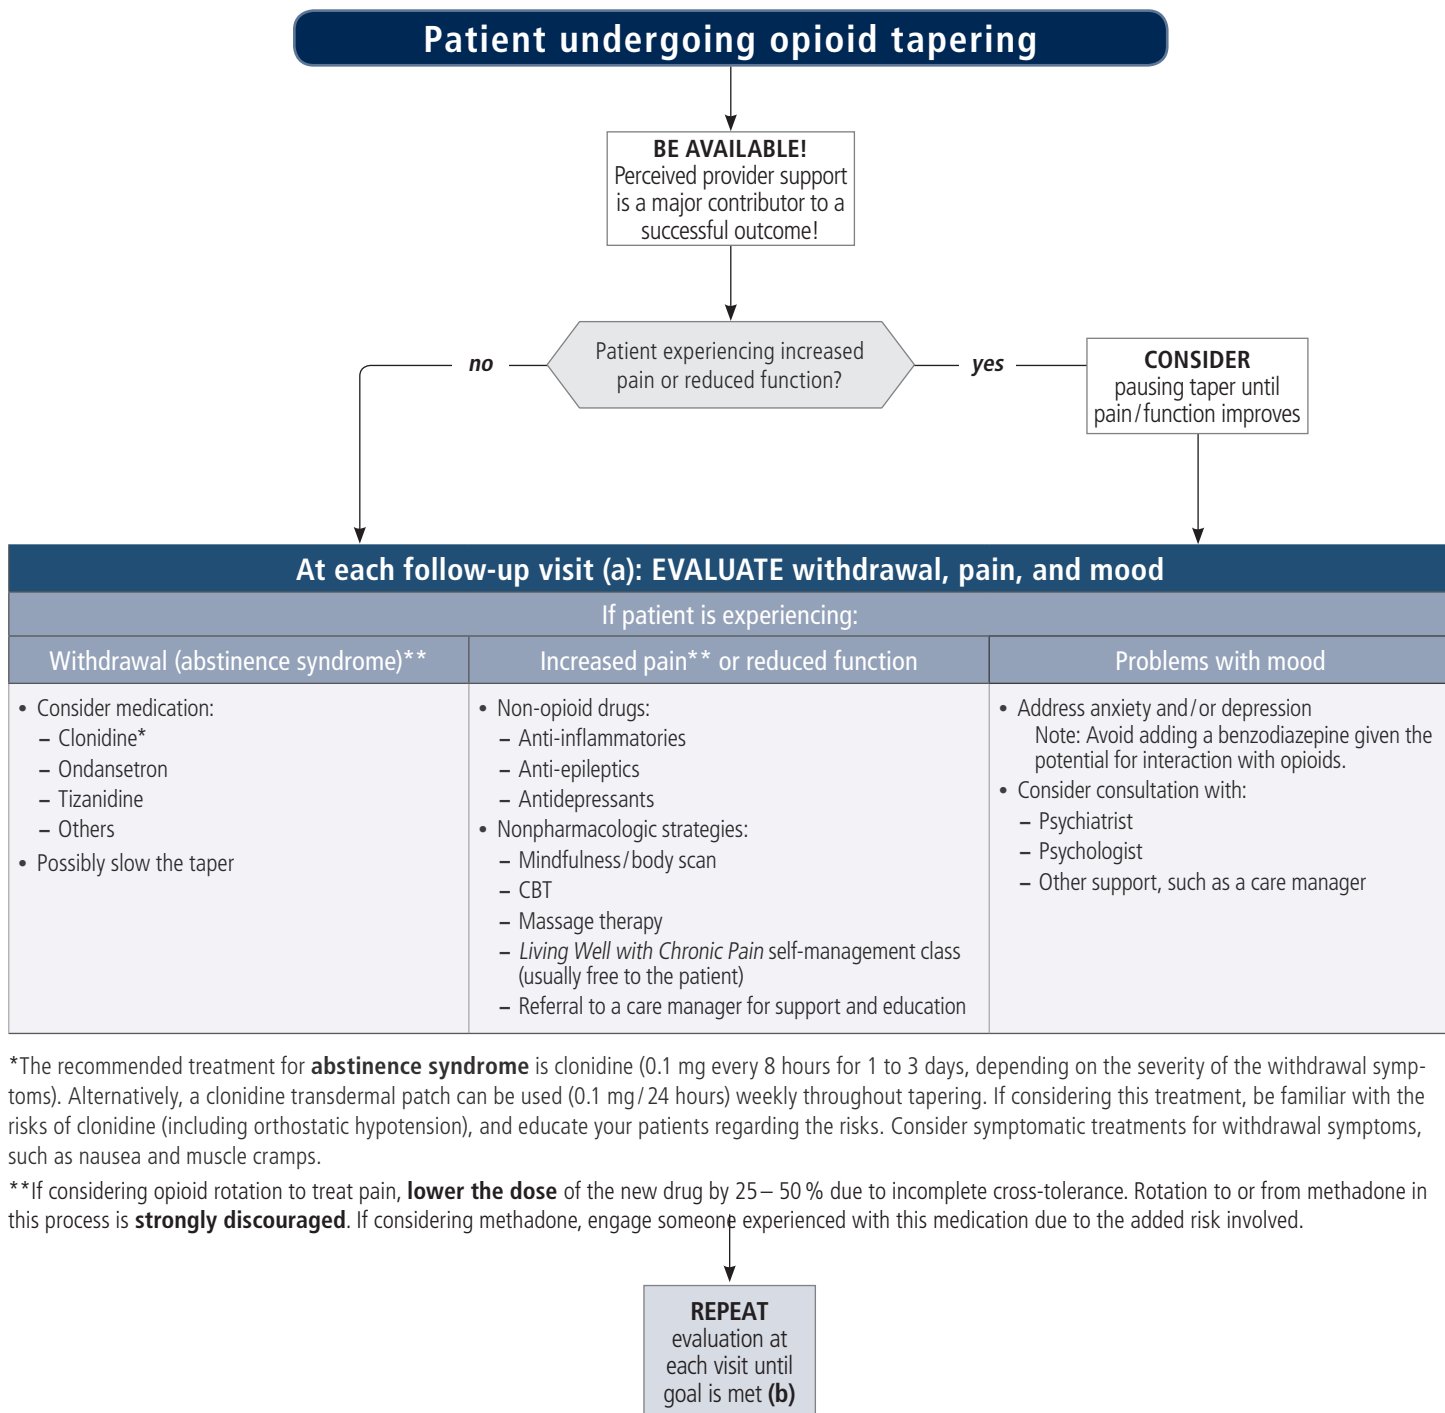 Patient undergoing opioid tapering
BE AVAILABLE!
Perceived provider support
is a major contributor to a
successful outcome!
Patient experiencing increased
pain or reduced function?
no
yes
CONSIDER
pausing taper until
pain/function improves
At each follow-up visit (a): EVALUATE withdrawal, pain, and mood
If patient is experiencing:
Withdrawal (abstinence syndrome)**
• Consider medication:
– Clonidine*
– Ondansetron
– Tizanidine
– Others
• Possibly slow the taper
Increased pain** or reduced function
• Non-opioid drugs:
– Anti-inflammatories
– Anti-epileptics
– Antidepressants
• Nonpharmacologic strategies:
– Mindfulness/body scan
– CBT
– Massage therapy
– Living Well with Chronic Pain self-management class
(usually free to the patient)
– Referral to a care manager for support and education
Problems with mood
• Address anxiety and/or depression
Note: Avoid adding a benzodiazepine given the
potential for interaction with opioids.
• Consider consultation with:
– Psychiatrist
– Psychologist
– Other support, such as a care manager
*The recommended treatment for abstinence syndrome is clonidine (0.1 mg every 8 hours for 1 to 3 days, depending on the severity of the withdrawal symp-
toms). Alternatively, a clonidine transdermal patch can be used (0.1 mg/24 hours) weekly throughout tapering. If considering this treatment, be familiar with the
risks of clonidine (including orthostatic hypotension), and educate your patients regarding the risks. Consider symptomatic treatments for withdrawal symptoms,
such as nausea and muscle cramps.
**If considering opioid rotation to treat pain, lower the dose of the new drug by 25–50% due to incomplete cross-tolerance. Rotation to or from methadone in
this process is strongly discouraged. If considering methadone, engage someone experienced with this medication due to the added risk involved.
REPEAT
evaluation at
each visit until
goal is met (b)